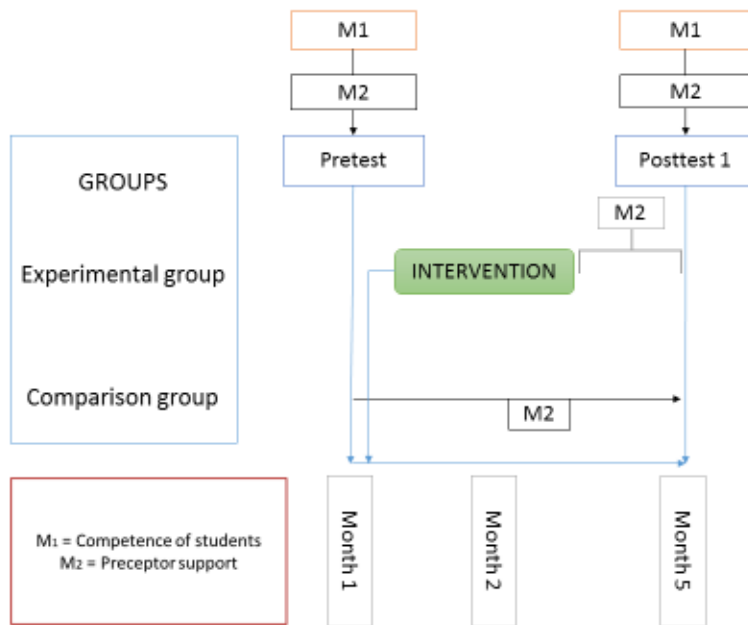 M1
M1
M2
M2
Pretest
Posttest 1
GROUPS
M2
Experimental group
INTERVENTION
Comparison group
M2
M1 = Competence of students
M2 = Preceptor support
Month 1
Month 2
Month 5